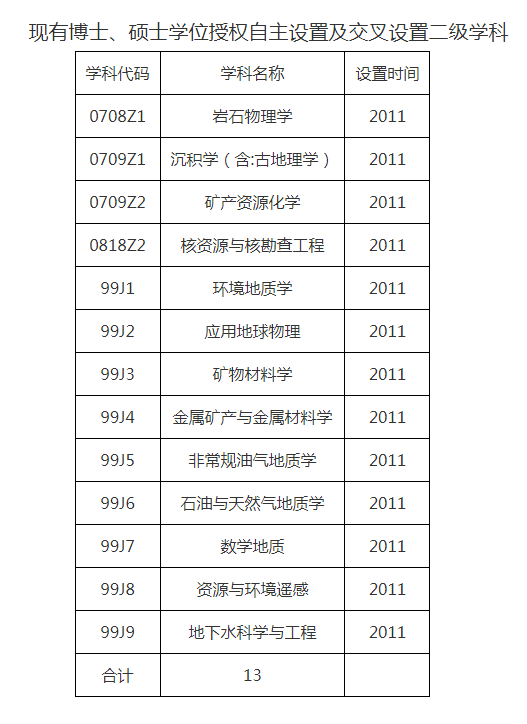 现有博士、硕士学位授权自主设置及交叉设置二级学科
学科代码 学科名称 设置时间
0708Z1 岩石物理学 2011
0709Z1 沉积学（含:古地理学） 2011
0709Z2 矿产资源化学 2011
0818Z2 核资源与核勘查工程 2011
99J1 环境地质学 2011
99J2 应用地球物理 2011
99J3 矿物材料学 2011
99J4 金属矿产与金属材料学 2011
99J5 非常规油气地质学 2011
99J6 石油与天然气地质学 2011
99J7 数学地质 2011
99J8 资源与环境遥感 2011
99J9 地下水科学与工程 2011
合计 13